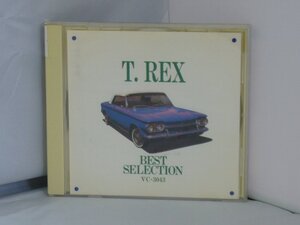 T. REX
BEST
SELECTION
VC-3043